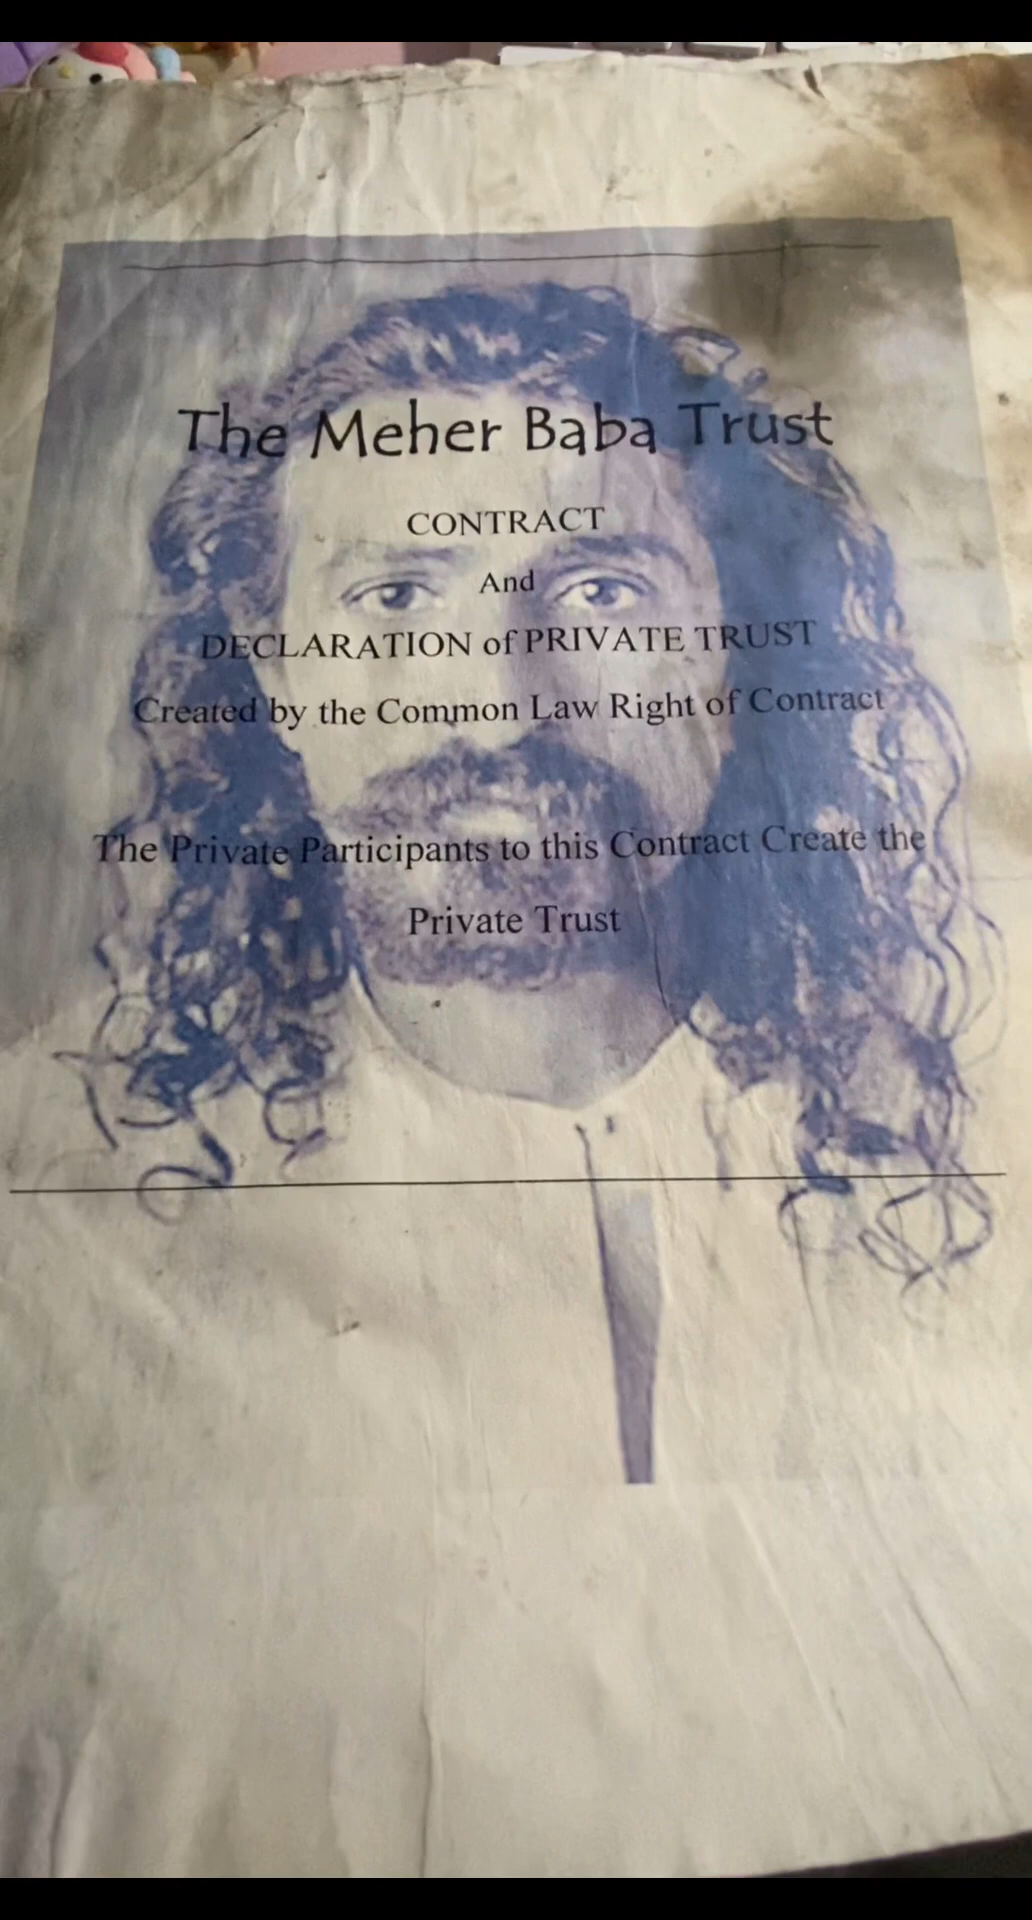 The Meher Baba Trust
CONTRACT
And
DECLARATION of PRIVATE TRUST
Created by the Common Law Right of Contract
The Private Participants to this Contract Create the
Private Trust